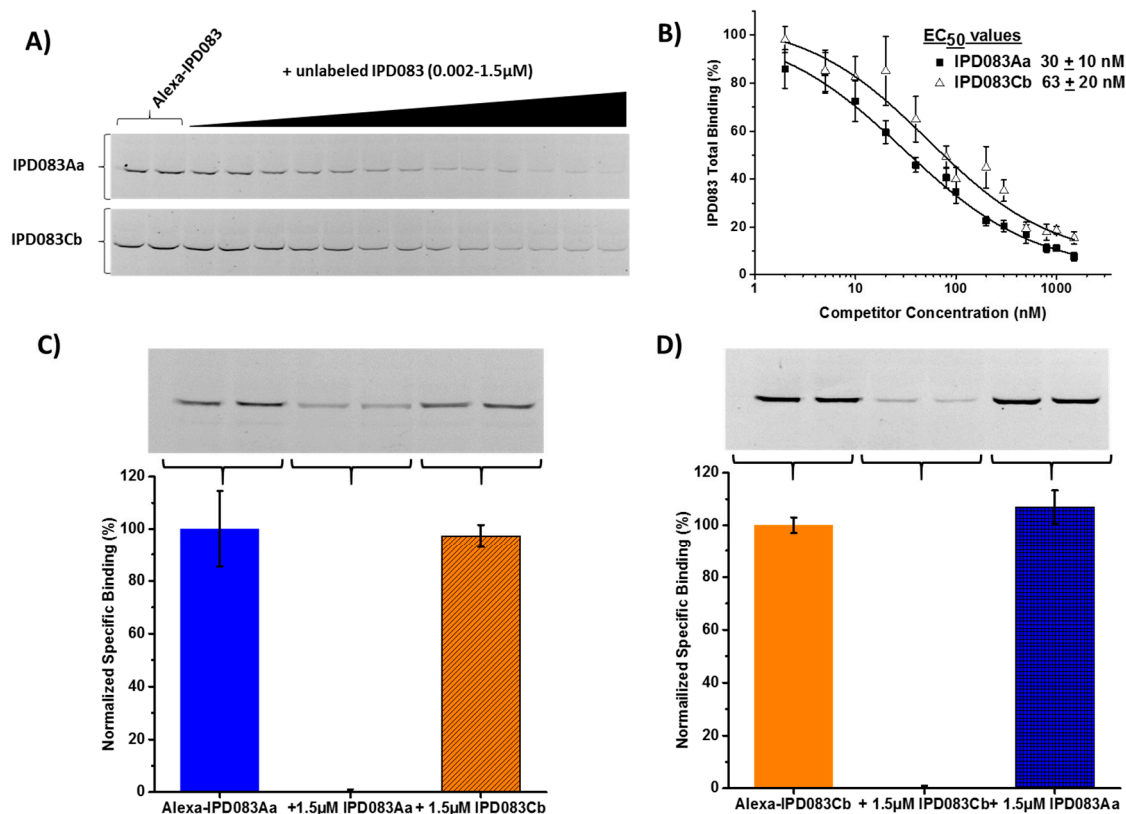 A)
Alexa-IPD083
+ unlabeled IPD083 (0.002-1.5µM)
IPD083Aa
IPD083Cb
B)
EC50 values
IPD083Aa 30 ± 10 nM
IPD083Cb 63 ± 20 nM
IPD083 Total Binding (%)
100
80
60
40
20
0
1
10
100
1000
Competitor Concentration (nM)
C)
Normalized Specific Binding (%)
120
100
80
60
40
20
0
Alexa-IPD083Aa
+1.5µM IPD083Aa
+ 1.5µM IPD083Cb
D)
Normailized Specific Binding (%)
120
100
80
60
40
20
0
Alexa-IPD083Cb
+ 1.5µM IPD083Cb
+ 1.5µM IPD083Aa